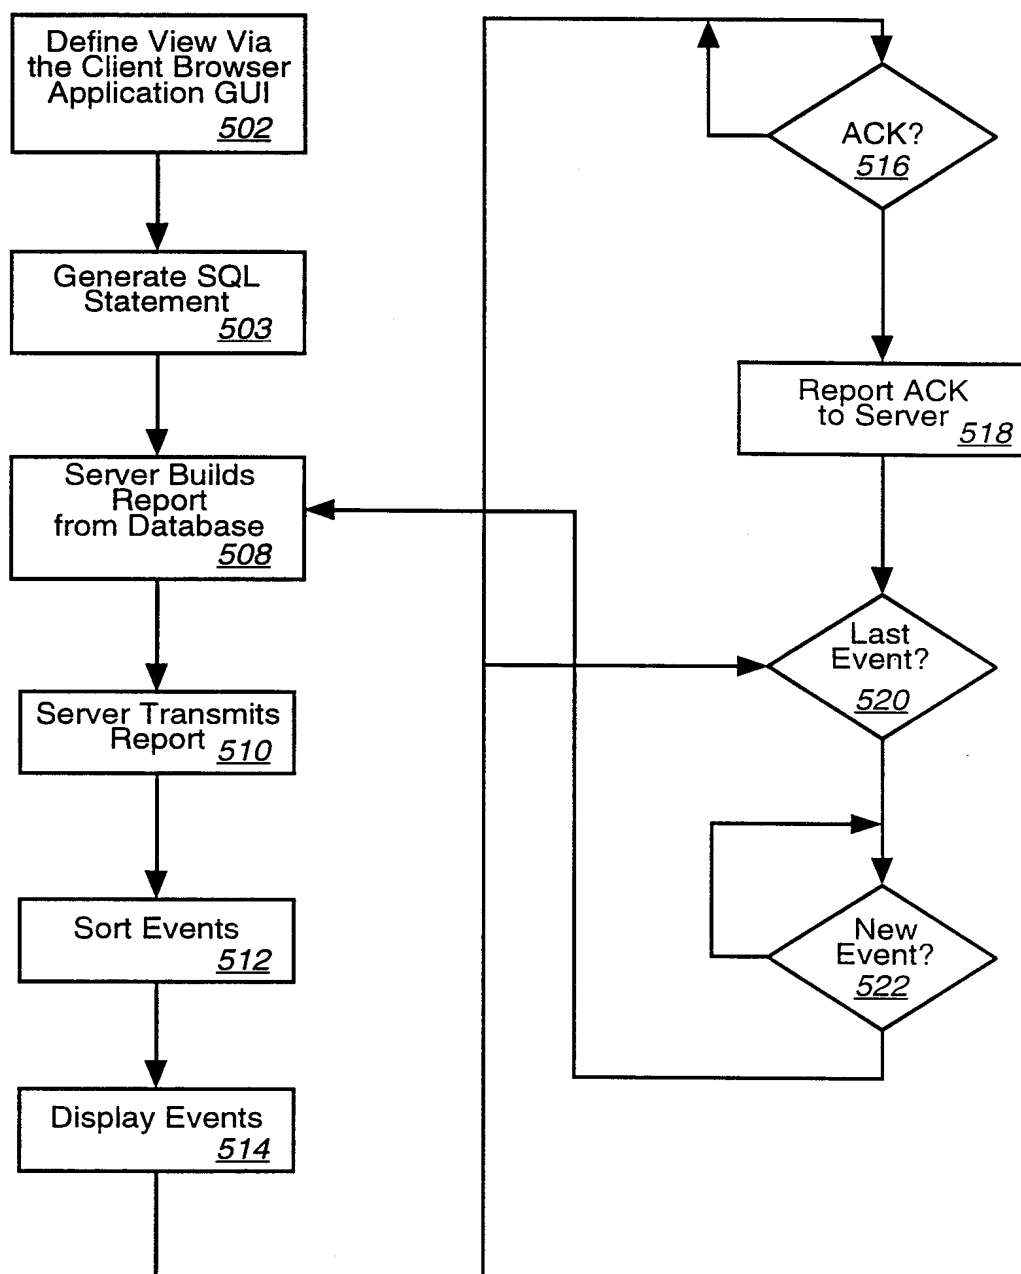 Define View Via
the Client Browser
Application GUI
502
Generate SQL
Statement
503
Server Builds
Report
from Database
508
Server Transmits
Report 510
Sort Events
512
Display Events
514
ACK?
516
Report ACK
to Server 518
Last
Event?
520
New
Event?
522